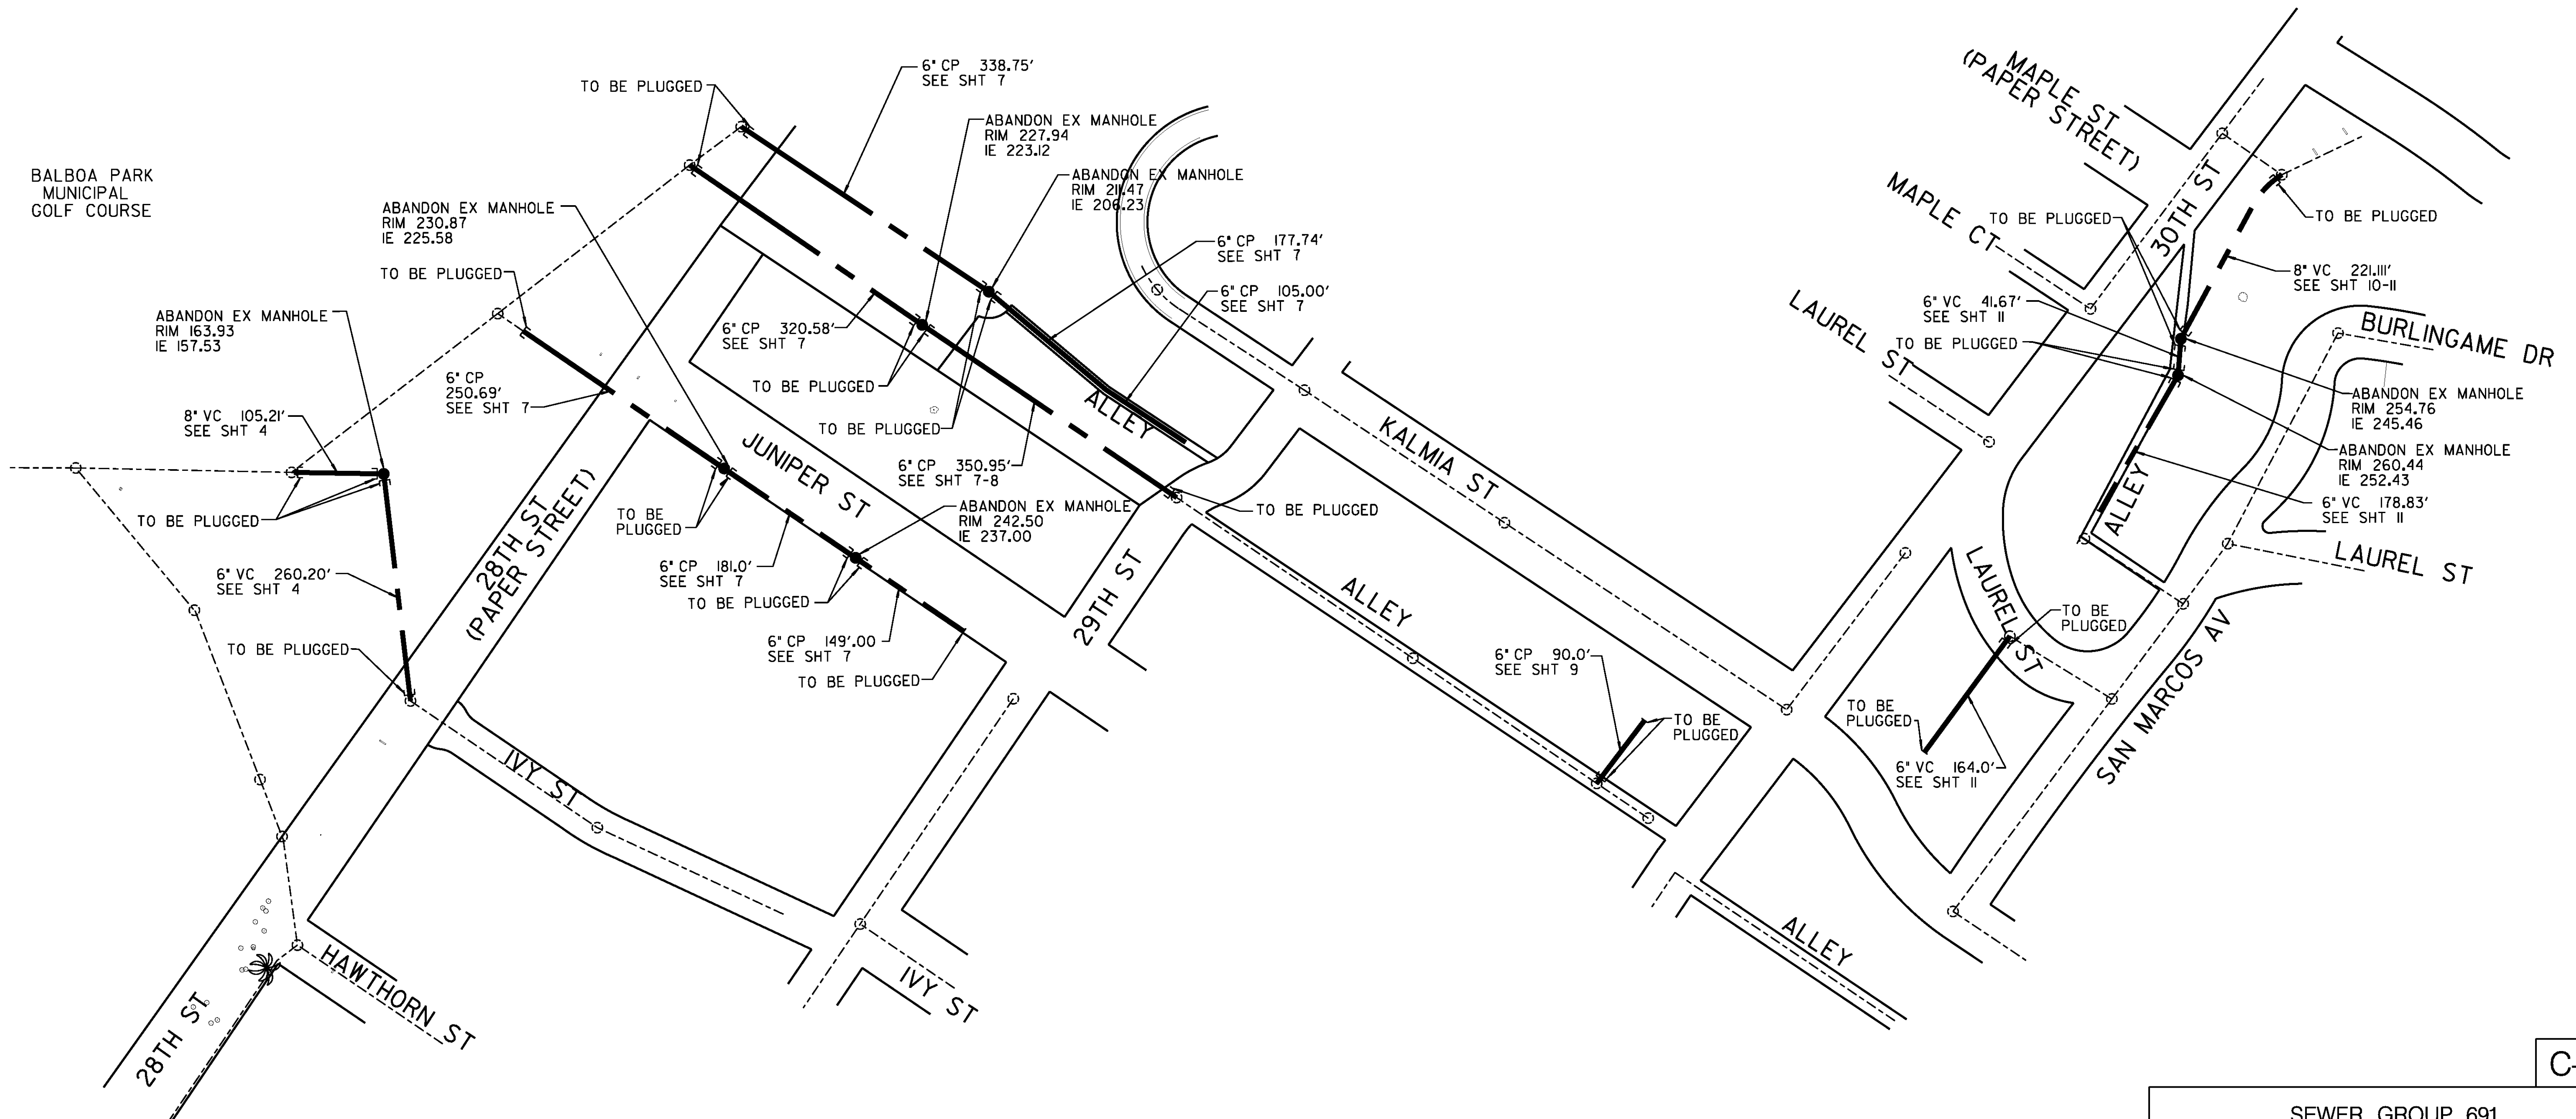 BALBOA PARK
MUNICIPAL
GOLF COURSE
TO BE PLUGGED
6" CP 338.75'
SEE SHT 7
ABANDON EX MANHOLE
RIM 227.94
IE 223.12
ABANDON EX MANHOLE
RIM 211.47
IE 206.23
ABANDON EX MANHOLE
RIM 230.87
IE 225.58
TO BE PLUGGED
6" CP 177.74'
SEE SHT 7
6" CP 105.00'
SEE SHT 7
ABANDON EX MANHOLE
RIM 163.93
IE 157.53
6" CP 320.58'
SEE SHT 7
6" CP
250.69'
SEE SHT 7
TO BE PLUGGED
8" VC 105.21'
SEE SHT 4
TO BE PLUGGED
ALLEY
JUNIPER ST
6" CP 350.95'
SEE SHT 7-8
TO BE PLUGGED
TO BE
PLUGGED
ABANDON EX MANHOLE
RIM 242.50
IE 237.00
TO BE PLUGGED
28TH ST
(PAPER STREET)
6" VC 260.20'
SEE SHT 4
6" CP 181.0'
SEE SHT 7
TO BE PLUGGED
29TH ST
TO BE PLUGGED
6" CP 149'.00
SEE SHT 7
TO BE PLUGGED
IVY ST
28TH ST
HAWTHORN ST
IVY ST
KALMIA ST
ALLEY
6" CP 90.0'
SEE SHT 9
TO BE
PLUGGED
ALLEY
MAPLE ST
(PAPER STREET)
MAPLE CT
30TH ST
TO BE PLUGGED
TO BE PLUGGED
8" VC 221.111'
SEE SHT 10-11
LAUREL ST
6" VC 41.67'
SEE SHT 11
TO BE PLUGGED
BURLINGAME DR
ABANDON EX MANHOLE
RIM 254.76
IE 245.46
ABANDON EX MANHOLE
RIM 260.44
IE 252.43
6" VC 178.83'
SEE SHT 11
ALLEY
LAUREL ST
LAUREL ST
TO BE
PLUGGED
TO BE
PLUGGED
6" VC 164.0'
SEE SHT 11
SAN MARCOS AV
C-
SEWER GROUP 691